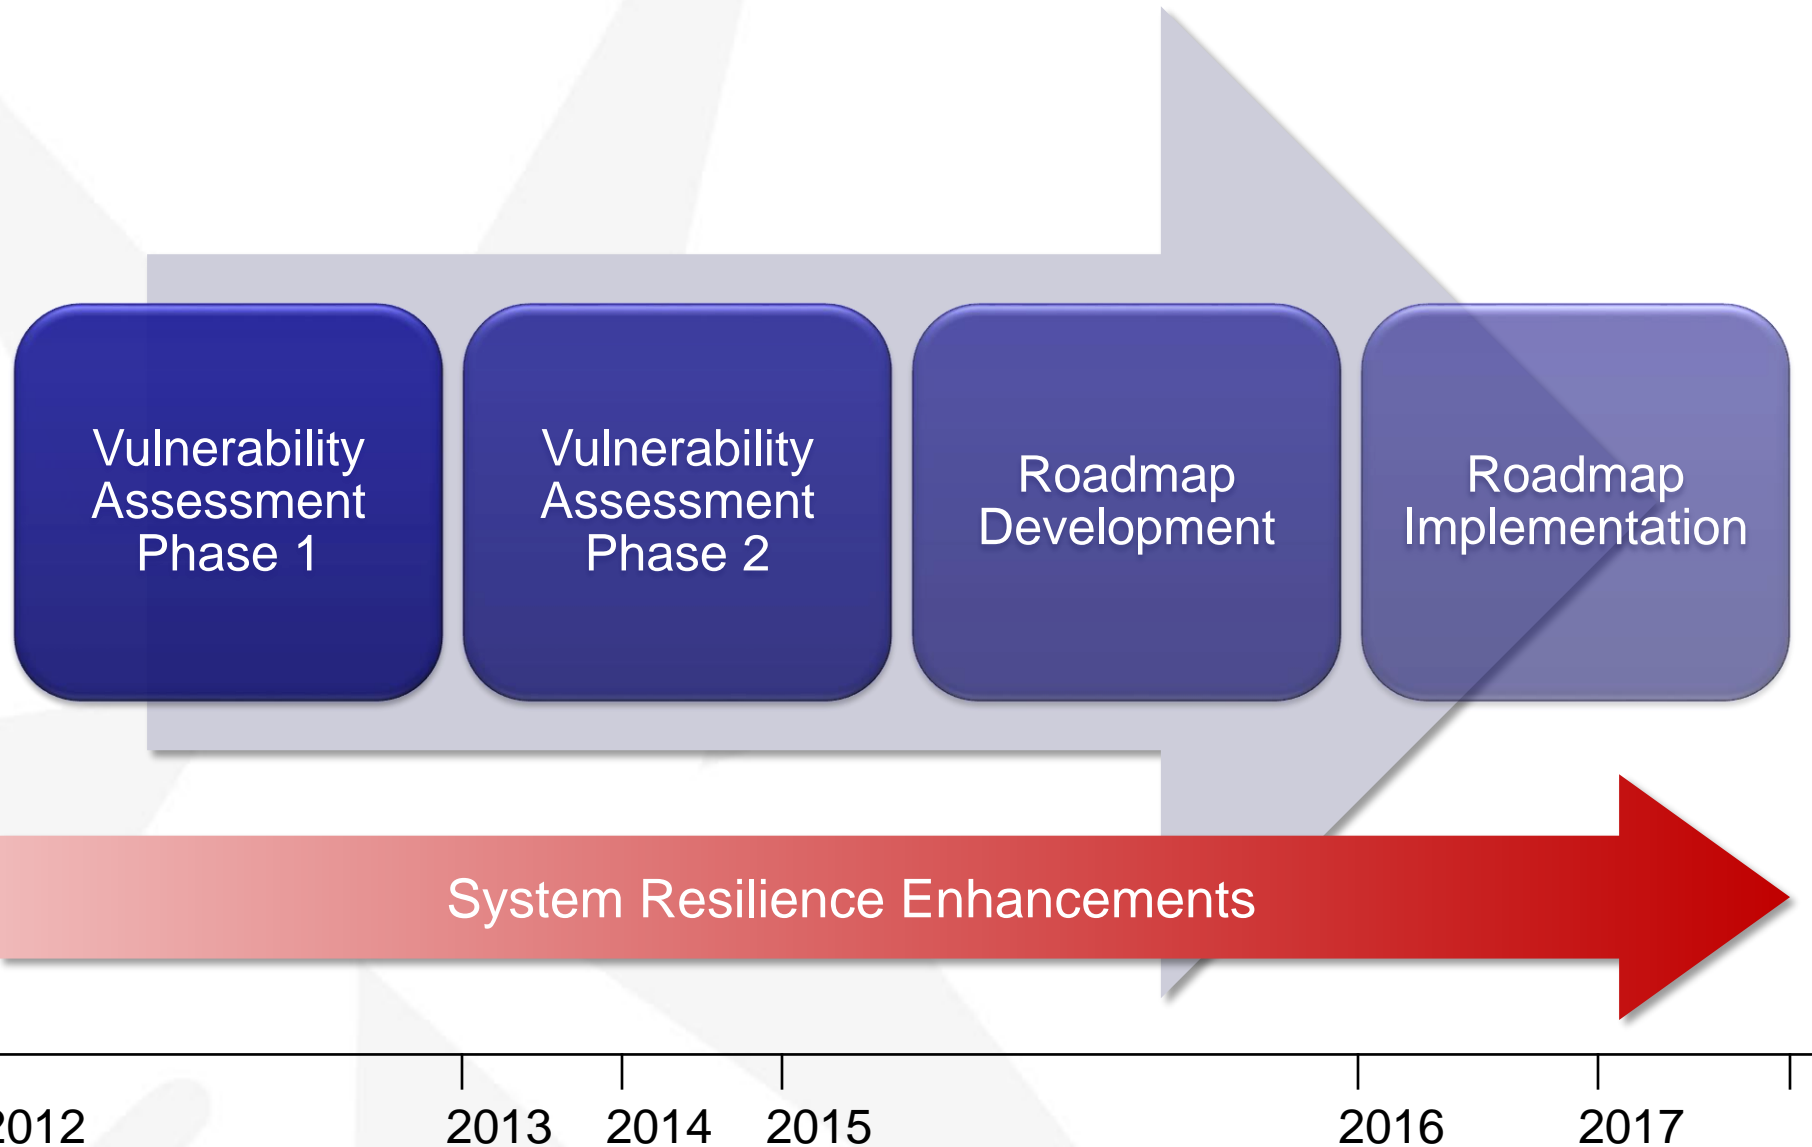 Vulnerability
Assessment
Phase 1
Vulnerability
Assessment
Phase 2
Roadmap
Development
Roadmap
Implementation
System Resilience Enhancements
2012 2013 2014 2015 2016 2017